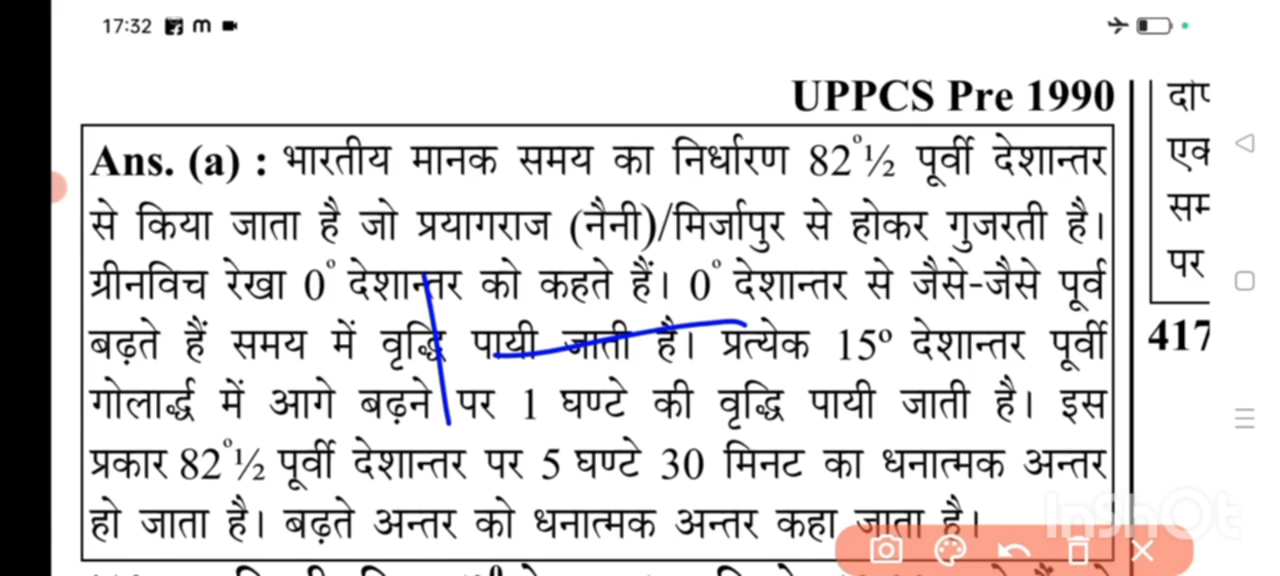 17:32 m
UPPCS Pre 1990
Ans. (a) : भारतीय मानक समय का निर्धारण 82°½ पूर्वी देशान्तर
से किया जाता है जो प्रयागराज (नैनी)/मिर्जापुर से होकर गुजरती है।
ग्रीनविच रेखा 0° देशान्तर को कहते हैं। 0° देशान्तर से जैसे-जैसे पूर्व
बढ़ते हैं समय में वृद्धि पायी जाती है। प्रत्येक 15º देशान्तर पूर्वी
गोलार्द्ध में आगे बढ़ने पर 1 घण्टे की वृद्धि पायी जाती है। इस
प्रकार 82°½ पूर्वी देशान्तर पर 5 घण्टे 30 मिनट का धनात्मक अन्तर
हो जाता है। बढ़ते अन्तर को धनात्मक अन्तर कहा जाता है।
एक
सम
पर
417
InShOt